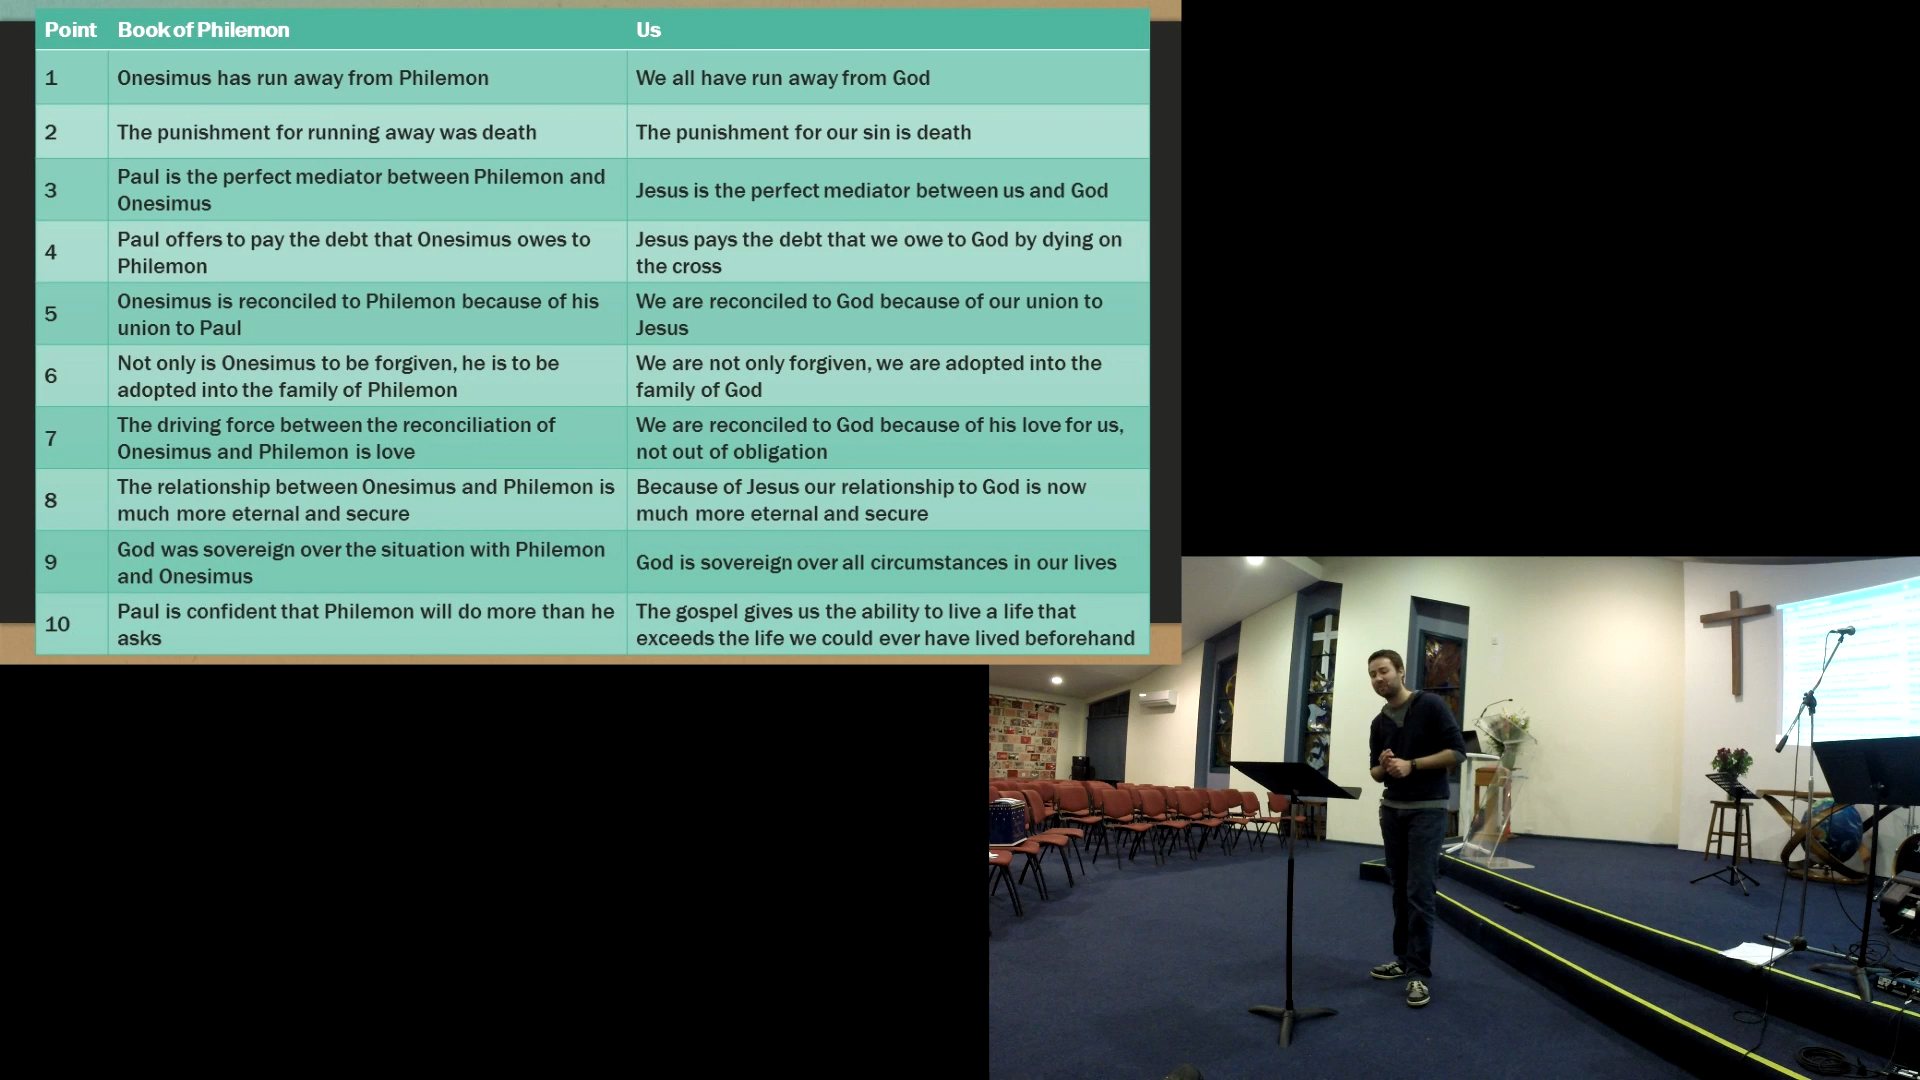 Point Book of Philemon Us
1 Onesimus has run away from Philemon We all have run away from God
2 The punishment for running away was death The punishment for our sin is death
3 Paul is the perfect mediator between Philemon and
Onesimus Jesus is the perfect mediator between us and God
4 Paul offers to pay the debt that Onesimus owes to
Philemon Jesus pays the debt that we owe to God by dying on
the cross
5 Onesimus is reconciled to Philemon because of his
union to Paul We are reconciled to God because of our union to
Jesus
6 Not only is Onesimus to be forgiven, he is to be
adopted into the family of Philemon We are not only forgiven, we are adopted into the
family of God
7 The driving force between the reconciliation of
Onesimus and Philemon is love We are reconciled to God because of his love for us,
not out of obligation
8 The relationship between Onesimus and Philemon is
much more eternal and secure Because of Jesus our relationship to God is now
much more eternal and secure
9 God was sovereign over the situation with Philemon
and Onesimus God is sovereign over all circumstances in our lives
10 Paul is confident that Philemon will do more than he
asks The gospel gives us the ability to live a life that
exceeds the life we could ever have lived beforehand